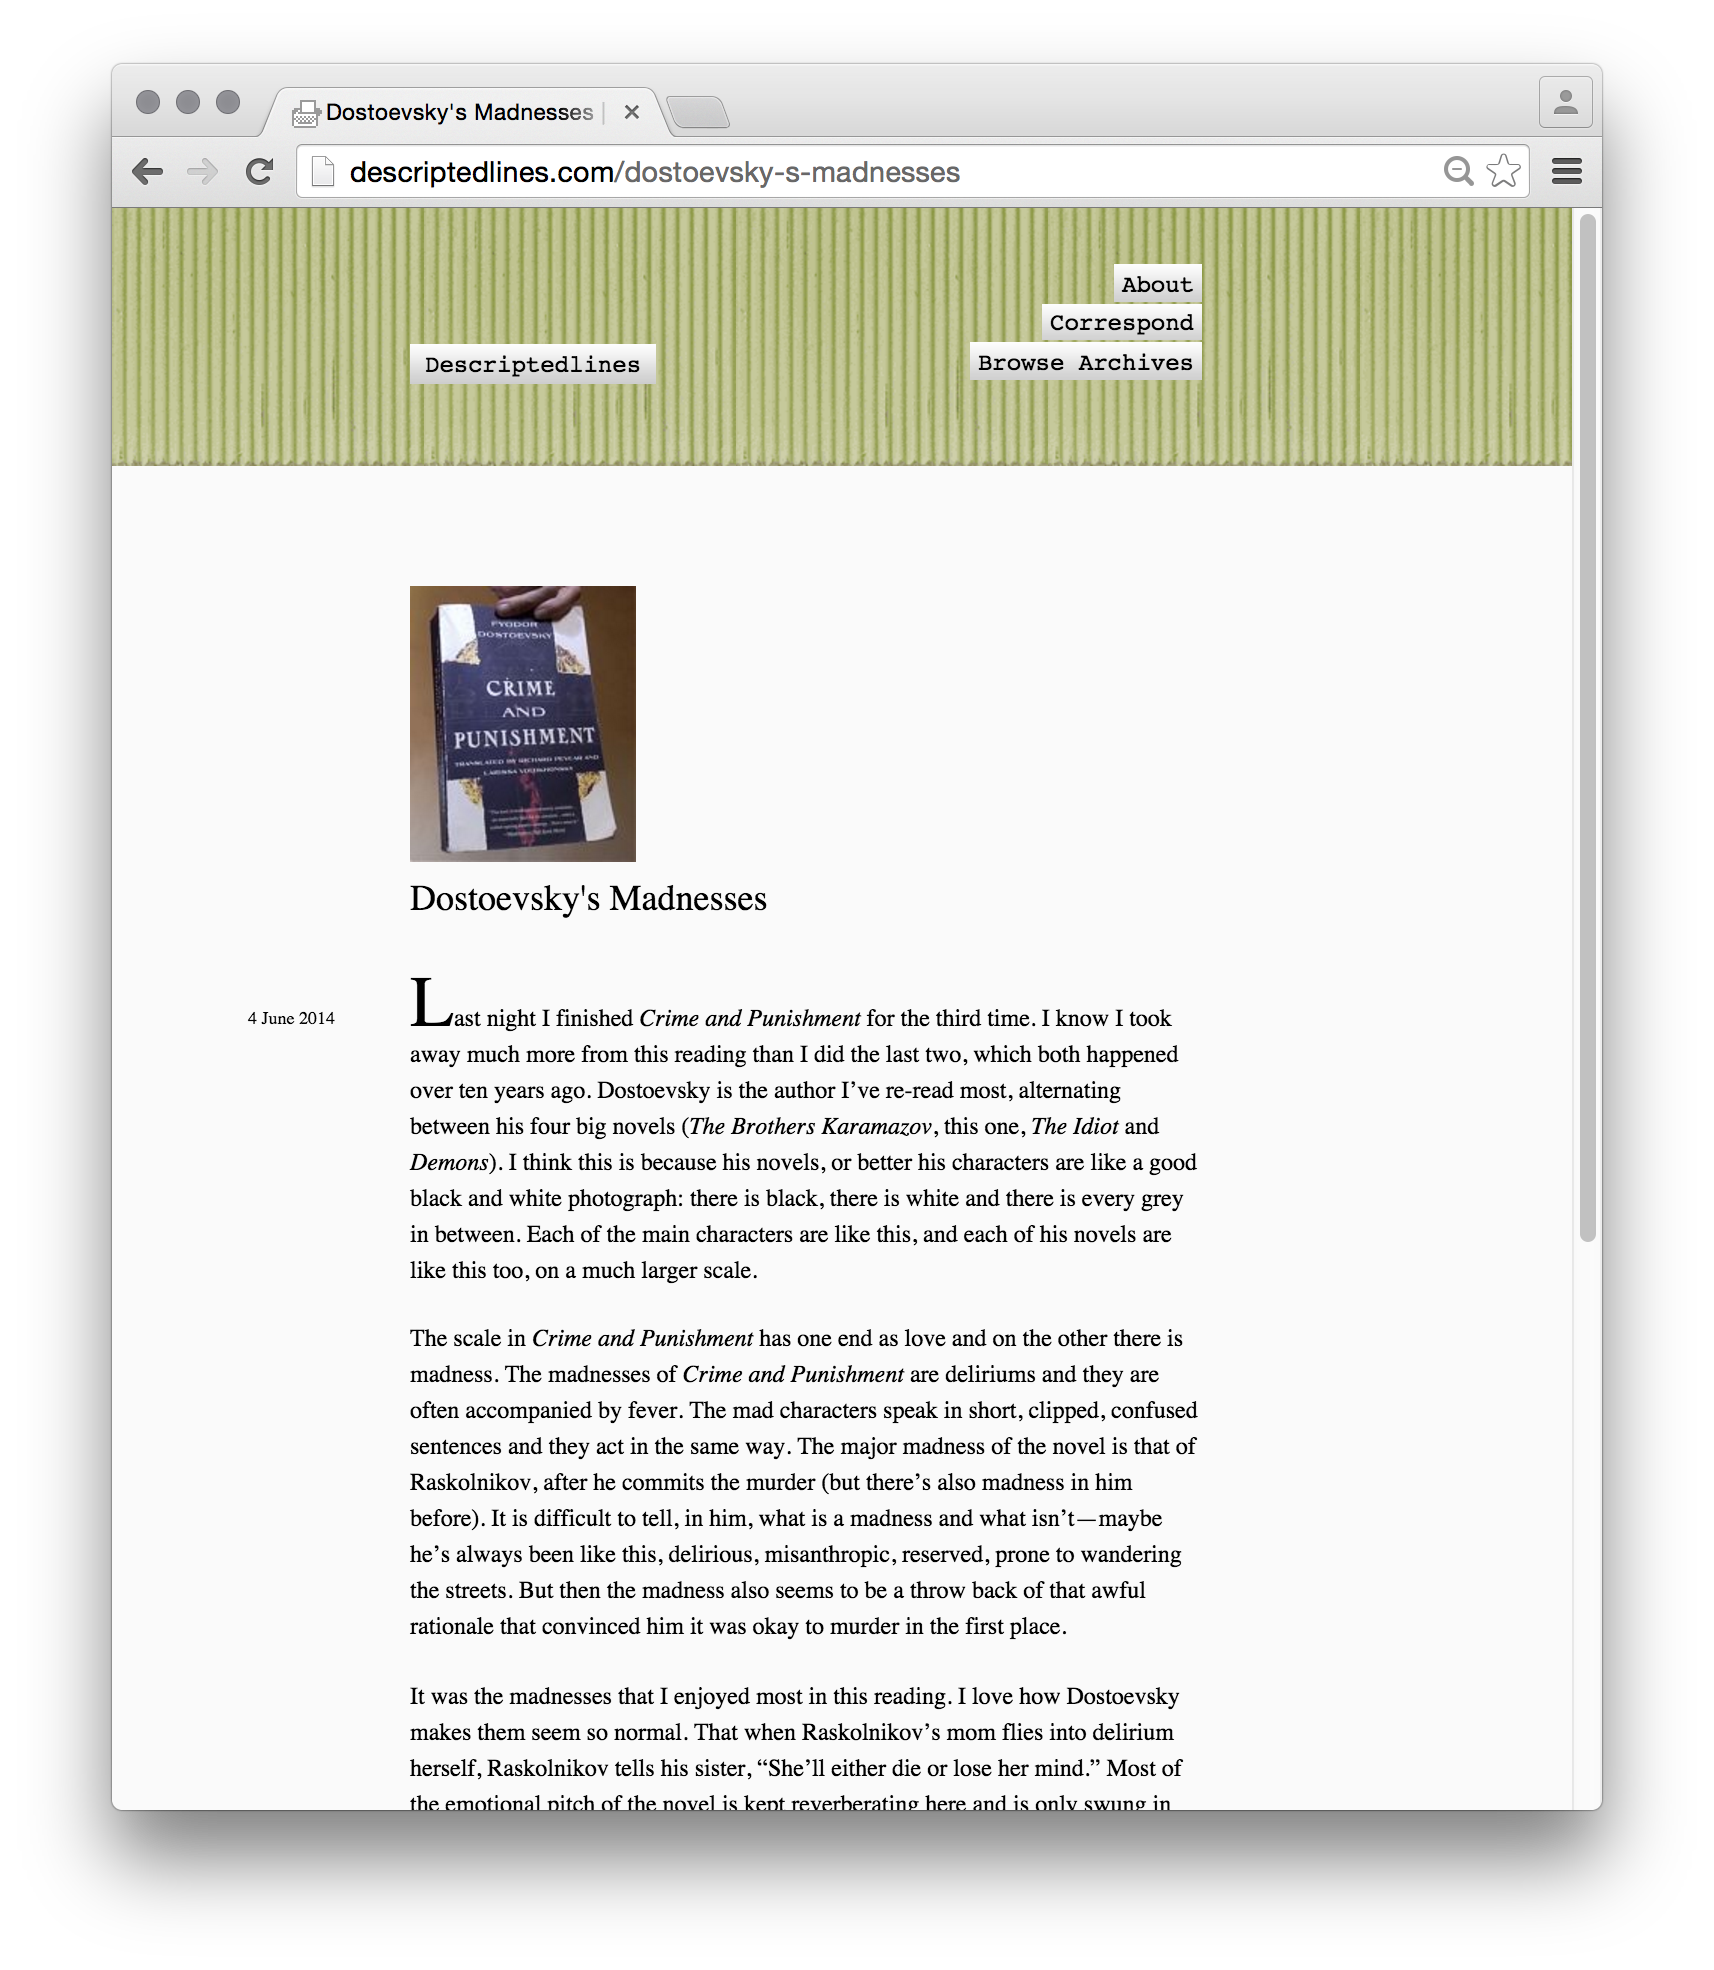 Dostoevsky's Madnesses |
descriptedlines.com/dostoevsky-s-madnesses
About
Correspond
Browse Archives
Descriptedlines
FYODOR
DOSTOEVSKY
CRIME
AND
PUNISHMENT
TRANSLATED BY RICHARD PEVEAR AND
LARISSA VOLOKHONSKY
Dostoevsky's Madnesses
4 June 2014
Last night I finished Crime and Punishment for the third time. I know I took
away much more from this reading than I did the last two, which both happened
over ten years ago. Dostoevsky is the author I’ve re-read most, alternating
between his four big novels (The Brothers Karamazov, this one, The Idiot and
Demons). I think this is because his novels, or better his characters are like a good
black and white photograph: there is black, there is white and there is every grey
in between. Each of the main characters are like this, and each of his novels are
like this too, on a much larger scale.
The scale in Crime and Punishment has one end as love and on the other there is
madness. The madnesses of Crime and Punishment are deliriums and they are
often accompanied by fever. The mad characters speak in short, clipped, confused
sentences and they act in the same way. The major madness of the novel is that of
Raskolnikov, after he commits the murder (but there’s also madness in him
before). It is difficult to tell, in him, what is a madness and what isn’t—maybe
he’s always been like this, delirious, misanthropic, reserved, prone to wandering
the streets. But then the madness also seems to be a throw back of that awful
rationale that convinced him it was okay to murder in the first place.
It was the madnesses that I enjoyed most in this reading. I love how Dostoevsky
makes them seem so normal. That when Raskolnikov’s mom flies into delirium
herself, Raskolnikov tells his sister, “She’ll either die or lose her mind.” Most of
the emotional pitch of the novel is kept reverberating here and is only swung in